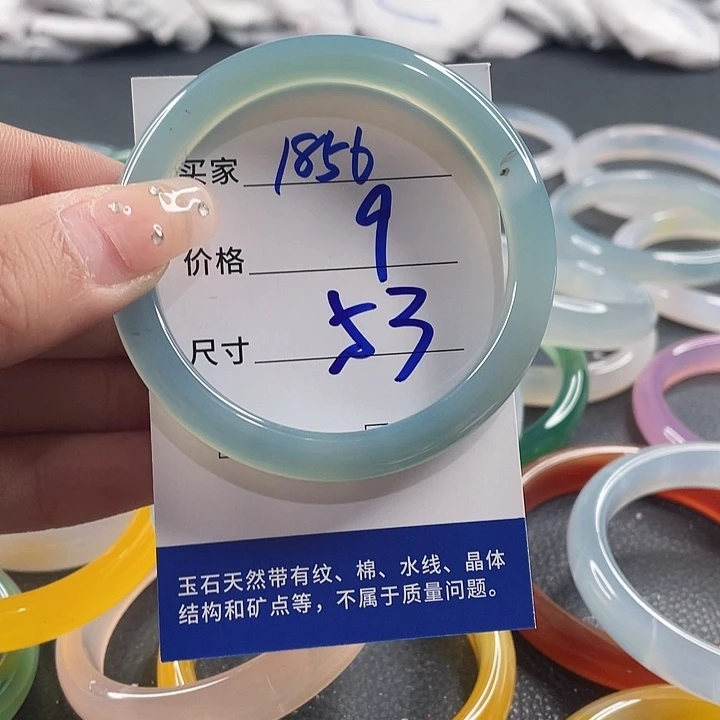 买家 1856
价格 9
尺寸 53
玉石天然带有纹、棉、水线、晶体
结构和矿点等，不属于质量问题。